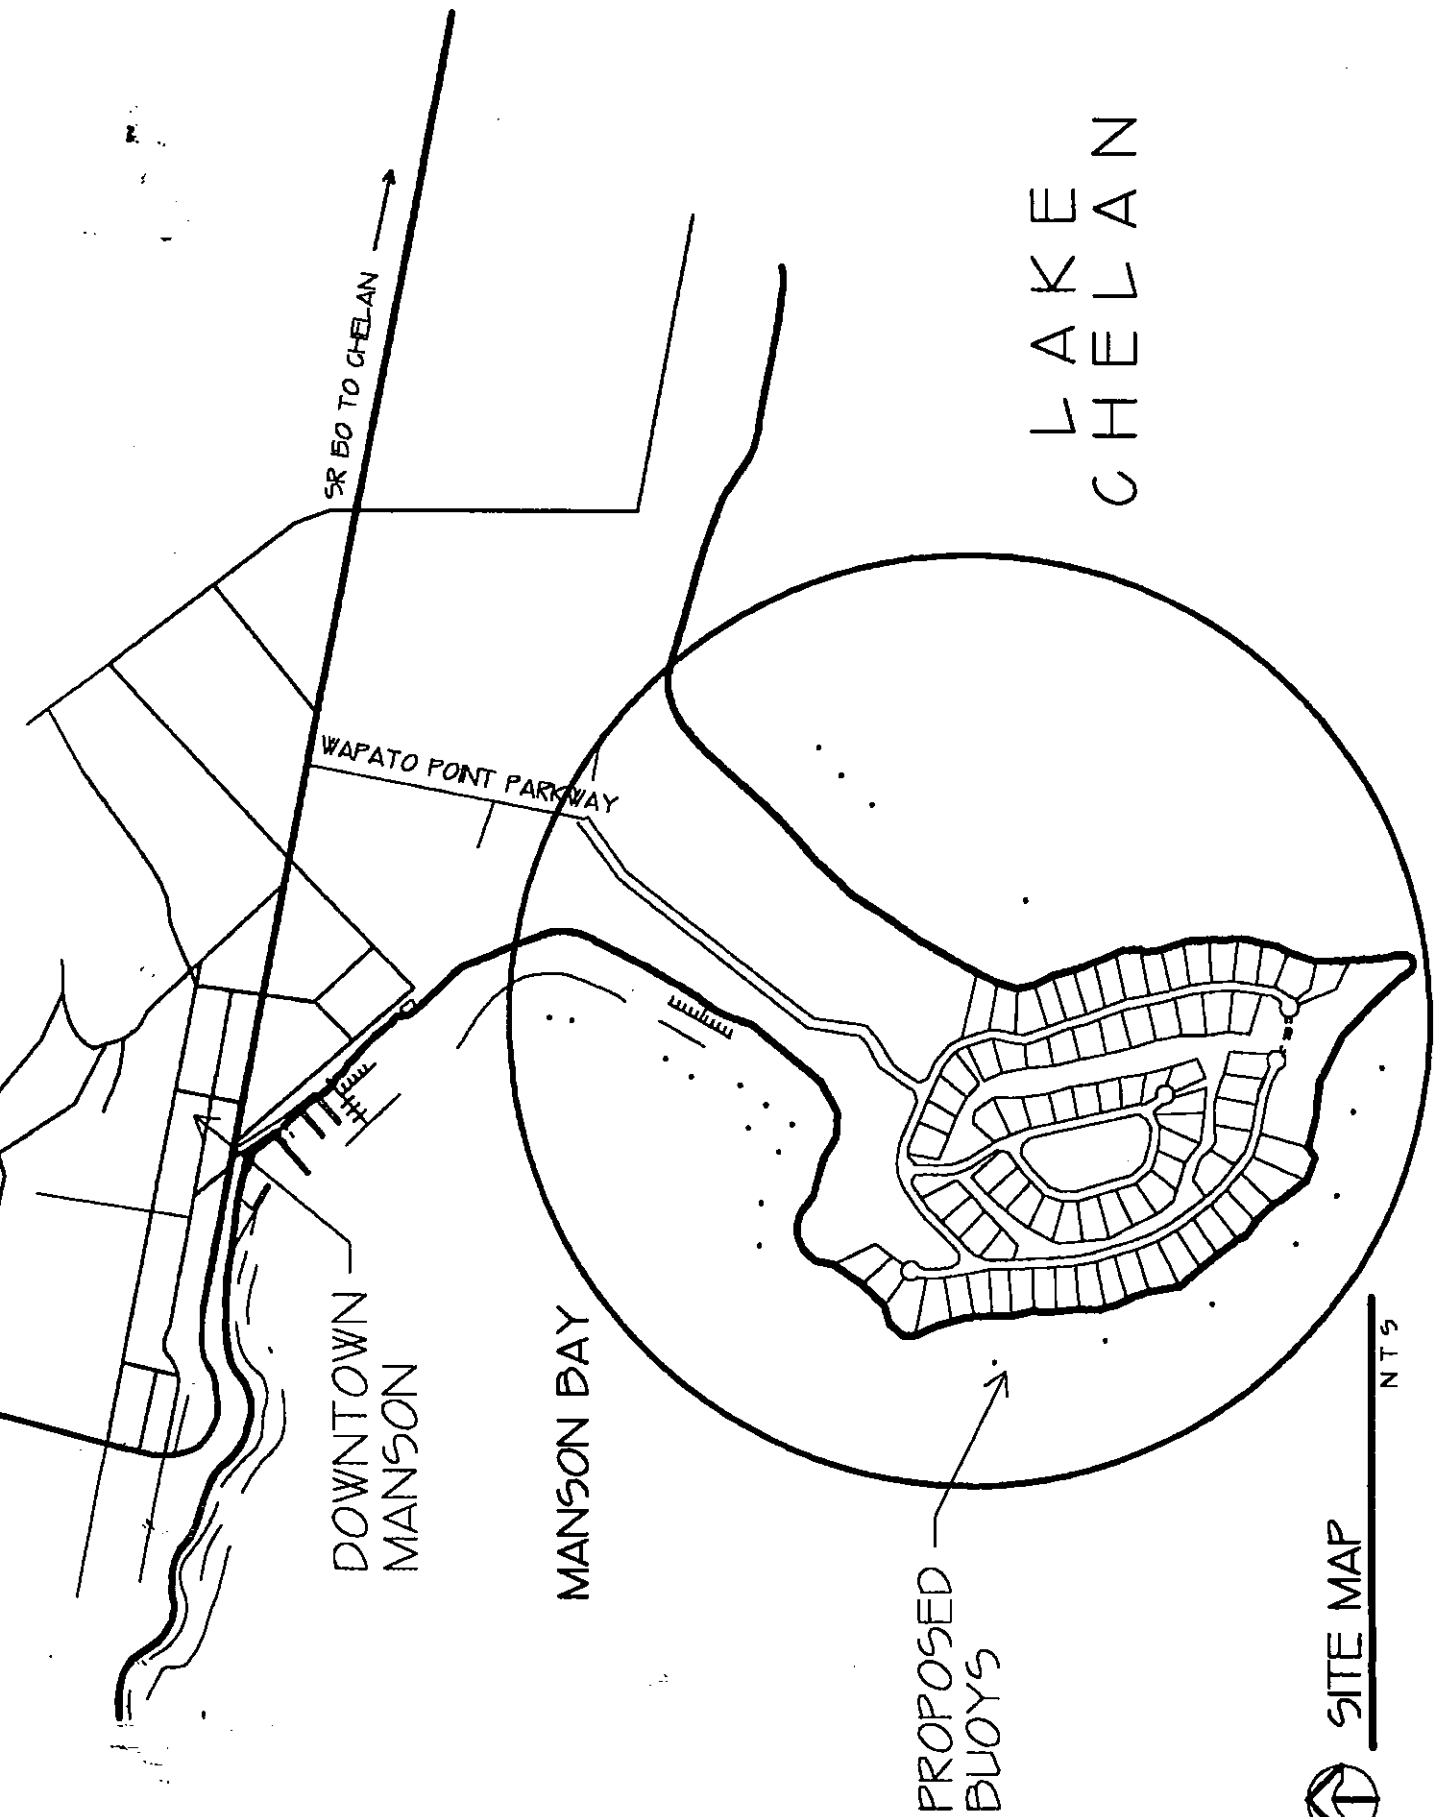 SR 150 TO CHELAN
WAPATO POINT PARKWAY
LAKE
CHELAN
DOWNTOWN
MANSON
MANSON BAY
PROPOSED
BUOYS
SITE MAP
NTS